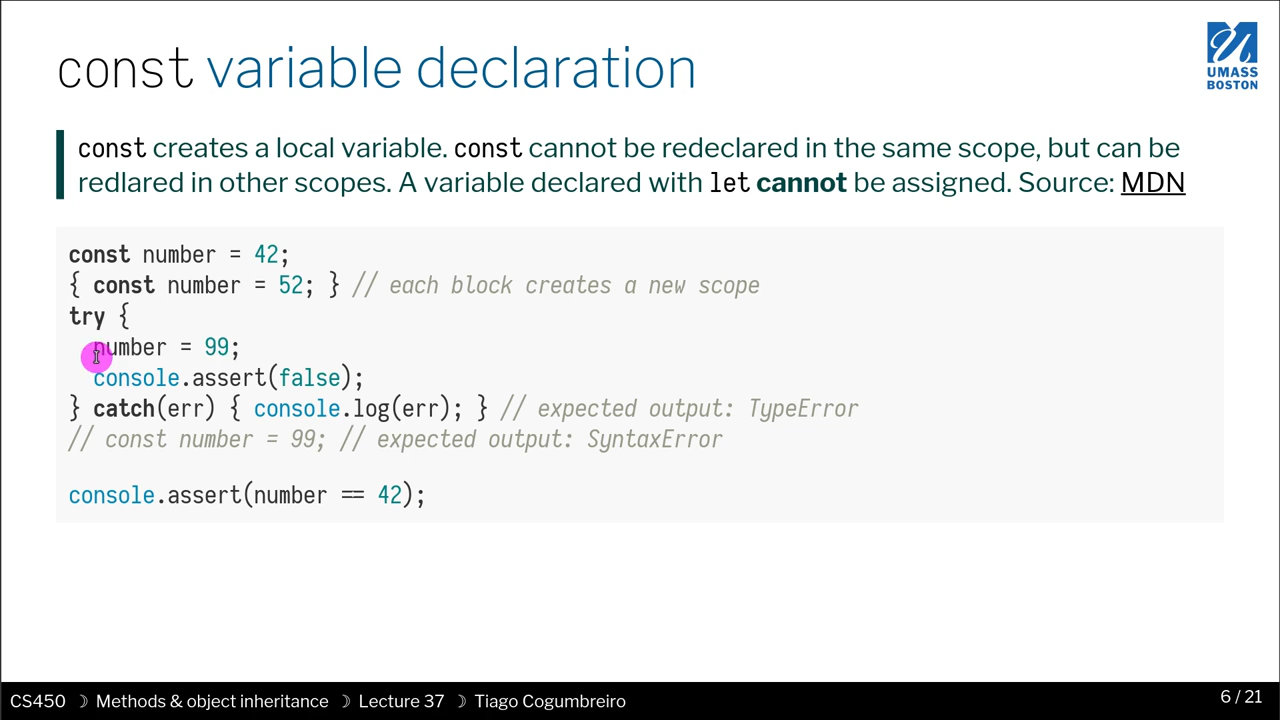 const variable declaration
UMASS
BOSTON
const creates a local variable. const cannot be redeclared in the same scope, but can be
redlared in other scopes. A variable declared with let cannot be assigned. Source: MDN
const number = 42;
{ const number = 52; } // each block creates a new scope
try {
  number = 99;
  console.assert(false);
} catch(err) { console.log(err); } // expected output: TypeError
// const number = 99; // expected output: SyntaxError
console.assert(number == 42);
CS450 ☽ Methods & object inheritance ☽ Lecture 37 ☽ Tiago Cogumbreiro
6 / 21